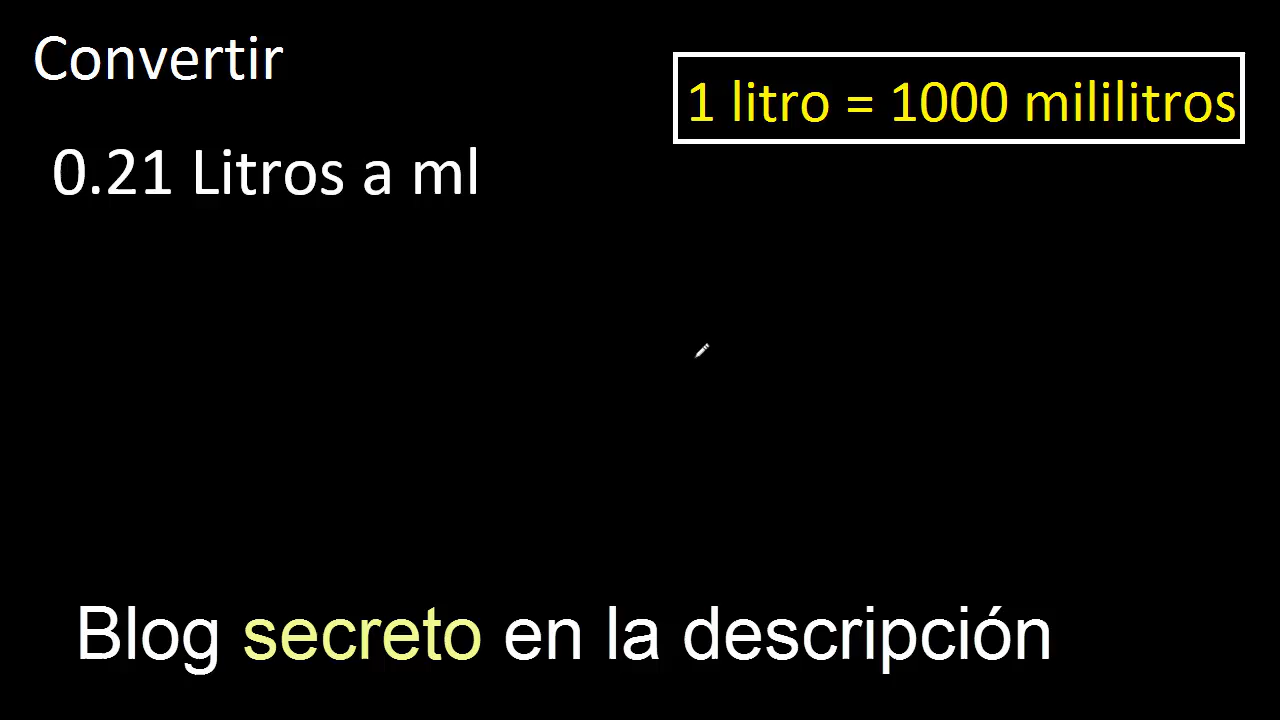 Convertir
1 litro = 1000 mililitros
0.21 Litros a ml
Blog secreto en la descripción